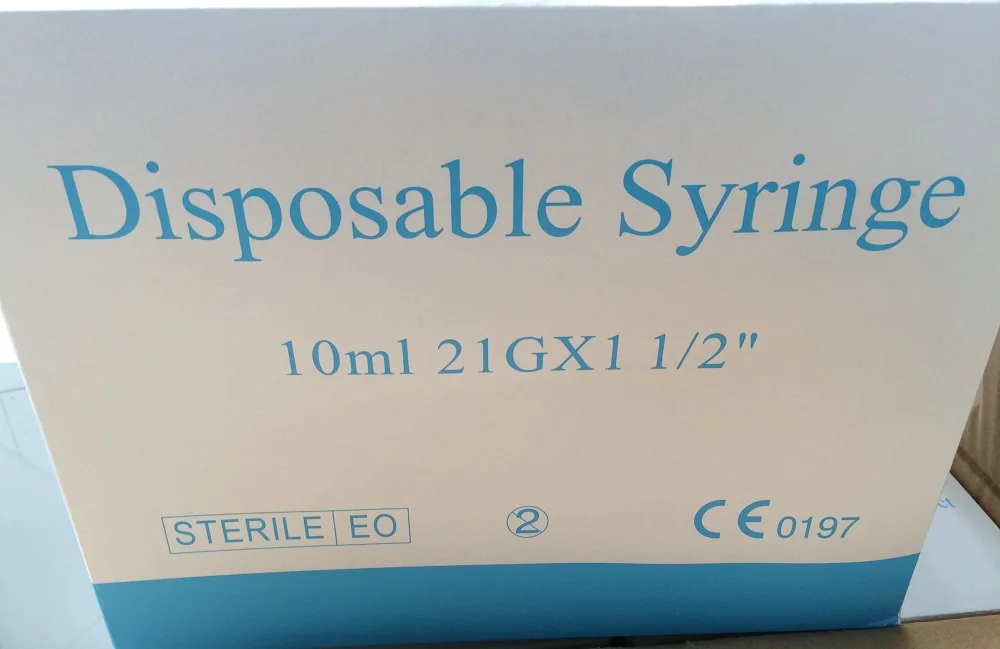 Disposable Syringe
10ml 21GX1 1/2"
STERILE EO 2 CE 0197